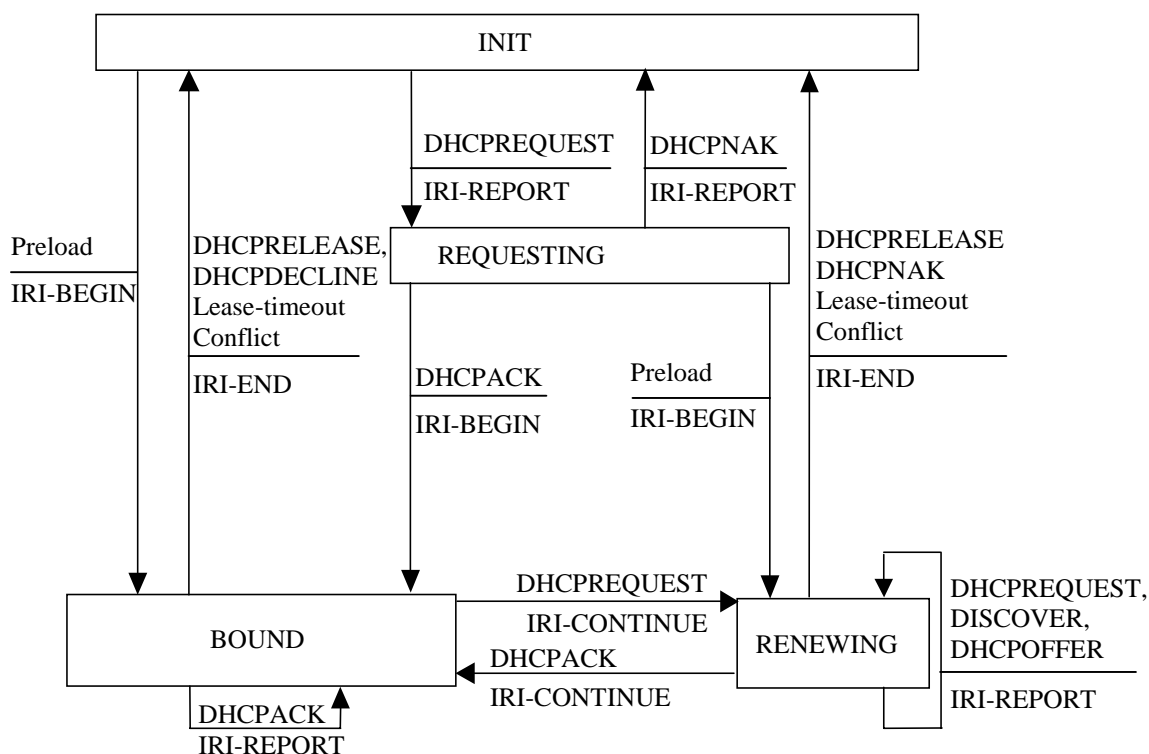 INIT
DHCPREQUEST
IRI-REPORT
DHCPNAK
IRI-REPORT
REQUESTING
Preload
IRI-BEGIN
DHCPRELEASE,
DHCPDECLINE
Lease-timeout
Conflict
IRI-END
DHCPACK
IRI-BEGIN
Preload
IRI-BEGIN
DHCPRELEASE
DHCPNAK
Lease-timeout
Conflict
IRI-END
BOUND
DHCPREQUEST
IRI-CONTINUE
DHCPACK
IRI-CONTINUE
RENEWING
DHCPREQUEST,
DISCOVER,
DHCPOFFER
IRI-REPORT
DHCPACK
IRI-REPORT